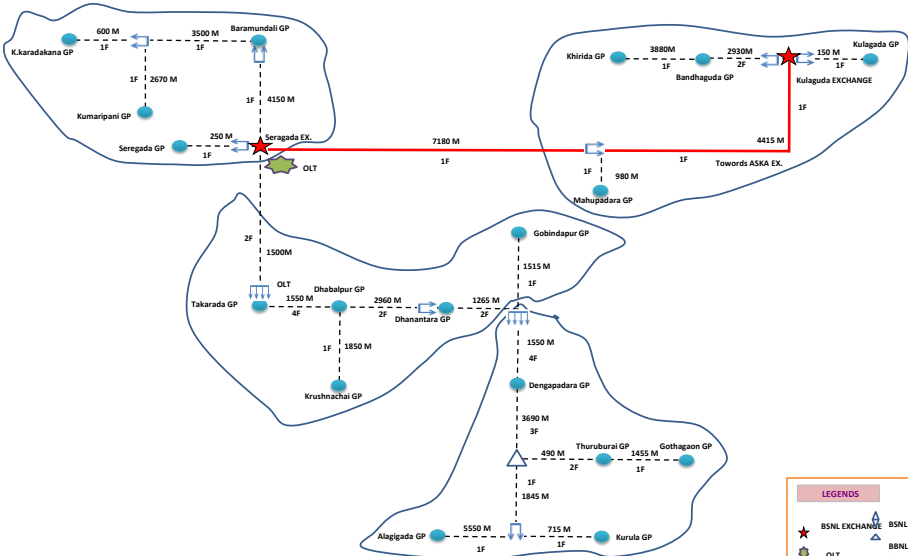 600 M
3500 M
Baramundali GP
K.karadakana GP
1F
1F
1F
2670 M
1F
4150 M
Kumaripani GP
250 M
Seregada GP
1F
Seragada EX.
OLT
7180 M
1F
Khirida GP
3880M
1F
2930M
2F
Bandhaguda GP
Kulagada GP
150 M
1F
Kulaguda EXCHANGE
1F
4415 M
1F
Towords ASKA EX.
1F
980 M
Mahupadara GP
2F
1500M
OLT
Takarada GP
1550 M
4F
Dhabalpur GP
2960 M
2F
Dhanantara GP
1265 M
2F
1F
1850 M
Krushnachai GP
Gobindapur GP
1515 M
1F
1550 M
4F
Dengapadara GP
3690 M
3F
490 M
2F
Thuruburai GP
1455 M
1F
Gothagaon GP
1F
1845 M
Alagigada GP
5550 M
1F
715 M
1F
Kurula GP
LEGENDS
BSNL EXCHANGE
BSNL
BBNL
OLT